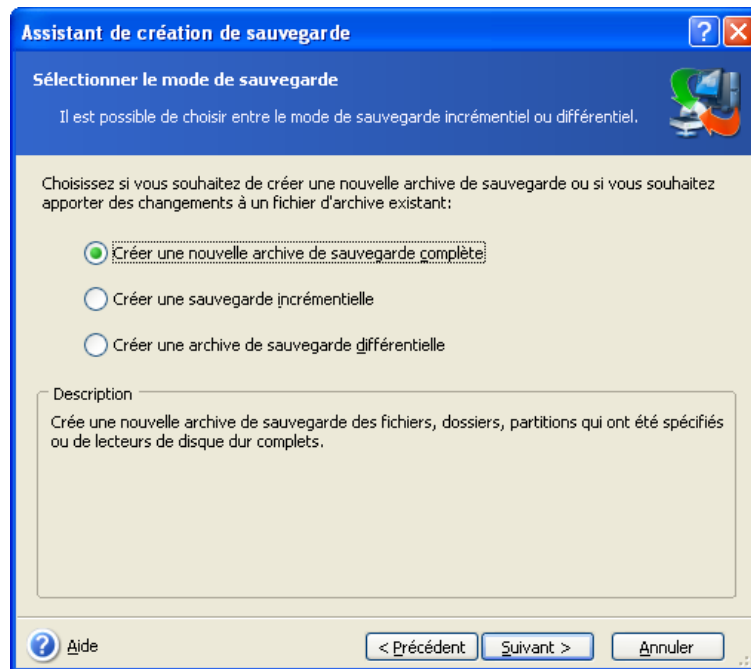 Assistant de création de sauvegarde
Sélectionner le mode de sauvegarde
Il est possible de choisir entre le mode de sauvegarde incrémentiel ou différentiel.
Choisissez si vous souhaitez de créer une nouvelle archive de sauvegarde ou si vous souhaitez
apporter des changements à un fichier d'archive existant:
Créer une nouvelle archive de sauvegarde complète
Créer une sauvegarde incrémentielle
Créer une archive de sauvegarde différentielle
Description
Crée une nouvelle archive de sauvegarde des fichiers, dossiers, partitions qui ont été spécifiés
ou de lecteurs de disque dur complets.
Aide
< Précédent
Suivant >
Annuler